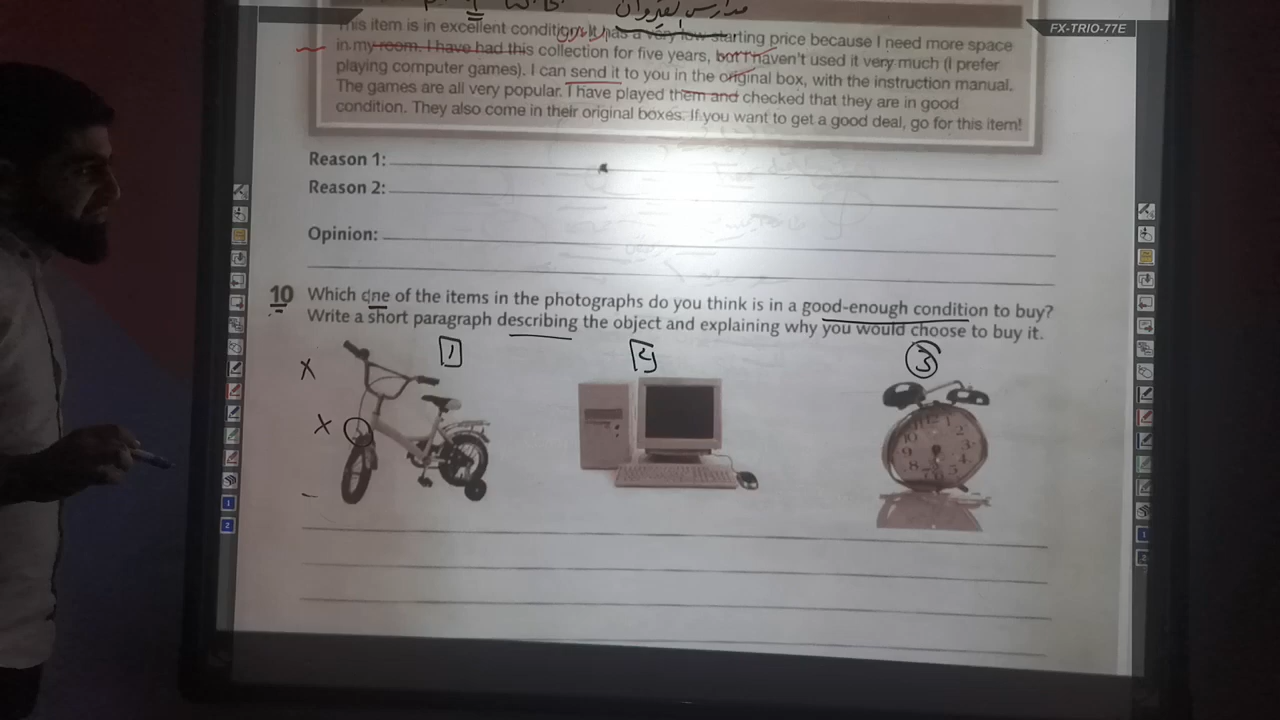 مدارس القيروان
FX-TRIO-77E
This item is in excellent condition. It has a very low starting price because I need more space
in my room. I have had this collection for five years, but I haven't used it very much (I prefer
playing computer games). I can send it to you in the original box, with the instruction manual.
The games are all very popular. I have played them and checked that they are in good
condition. They also come in their original boxes. If you want to get a good deal, go for this item!
Reason 1:
Reason 2:
Opinion:
10 Which one of the items in the photographs do you think is in a good-enough condition to buy?
Write a short paragraph describing the object and explaining why you would choose to buy it.
1 2 3